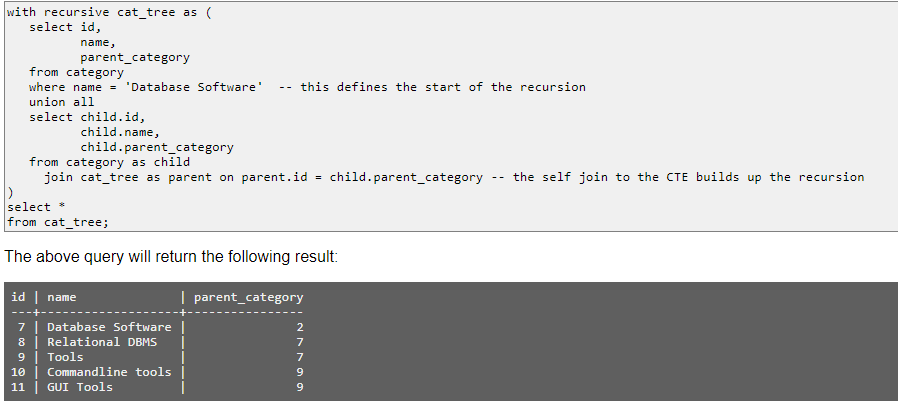 with recursive cat_tree as (
   select id,
          name,
          parent_category
   from category
   where name = 'Database Software'  -- this defines the start of the recursion
   union all
   select child.id,
          child.name,
          child.parent_category
   from category as child
     join cat_tree as parent on parent.id = child.parent_category -- the self join to the CTE builds up the recursion
)
select *
from cat_tree;
The above query will return the following result:
id | name              | parent_category
---+-------------------+----------------
 7 | Database Software |               2
 8 | Relational DBMS   |               7
 9 | Tools             |               7
10 | Commandline tools |               9
11 | GUI Tools         |               9